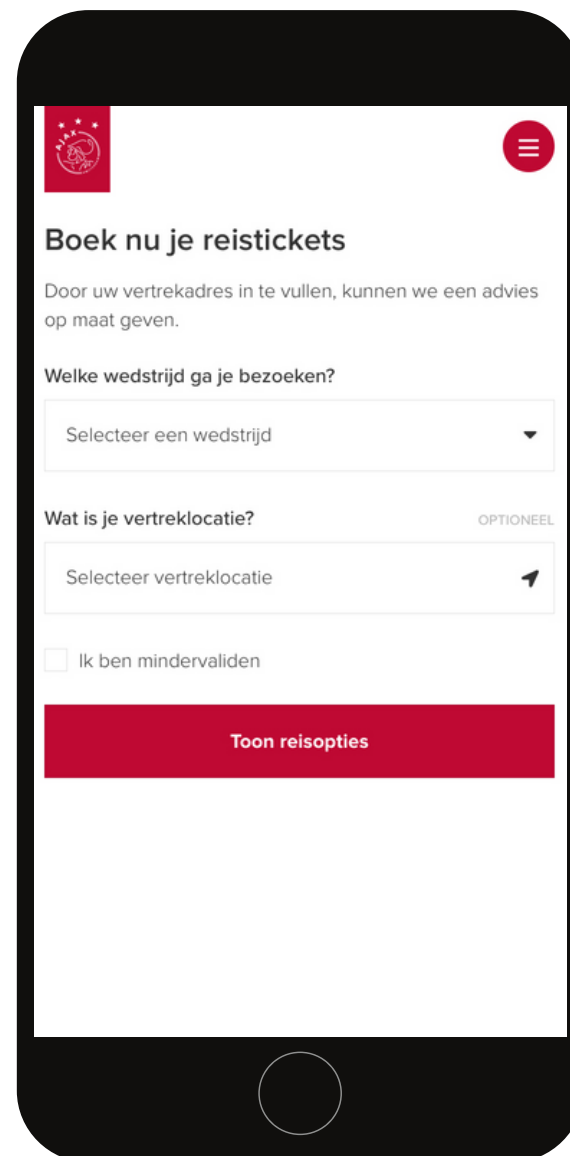 AJAX
Boek nu je reistickets
Door uw vertrekadres in te vullen, kunnen we een advies
op maat geven.
Welke wedstrijd ga je bezoeken?
Selecteer een wedstrijd
Wat is je vertreklocatie? OPTIONEEL
Selecteer vertreklocatie
Ik ben mindervaliden
Toon reisopties